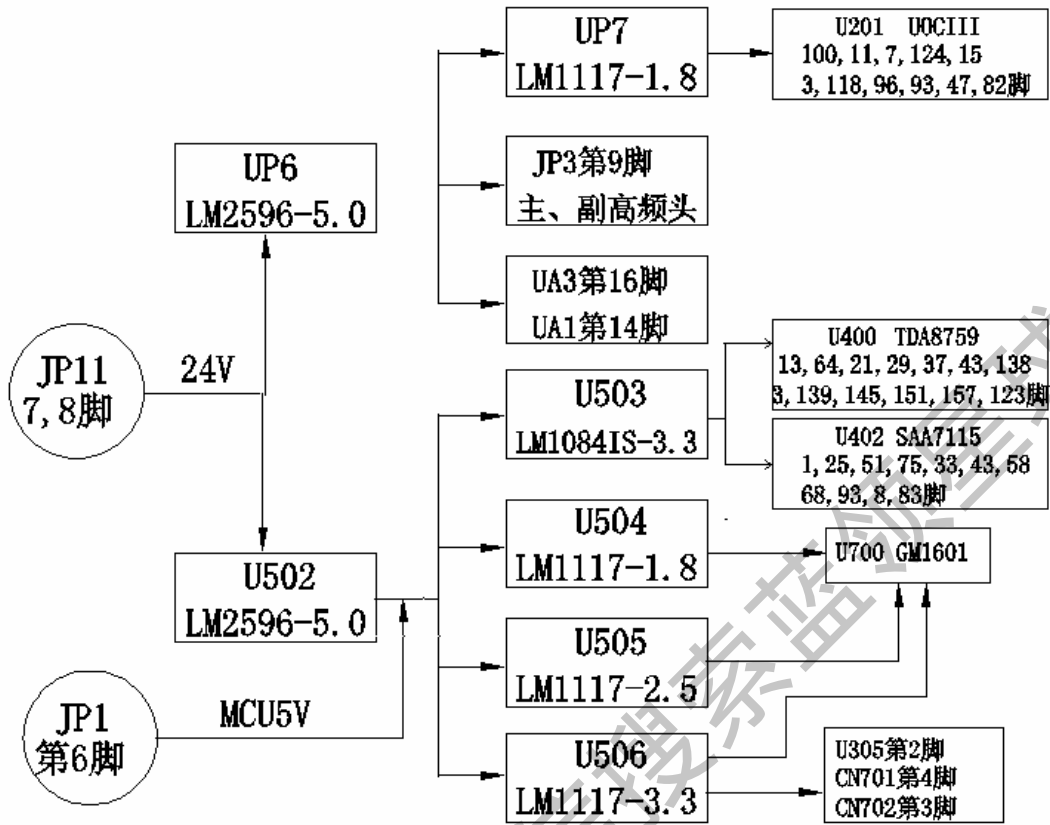 UP7
LM1117-1.8
U201 UOCIII
100,11,7,124,15
3,118,96,93,47,82脚
UP6
LM2596-5.0
JP3第9脚
主、副高频头
UA3第16脚
UA1第14脚
JP11
7,8脚
24V
U503
LM1084IS-3.3
U400 TDA8759
13,64,21,29,37,43,138
3,139,145,151,157,123脚
U402 SAA7115
1,25,51,75,33,43,58
68,93,8,83脚
U504
LM1117-1.8
U700 GM1601
U502
LM2596-5.0
U505
LM1117-2.5
JP1
第6脚
MCU5V
U506
LM1117-3.3
U305第2脚
CN701第4脚
CN702第3脚
搜索蓝领星球